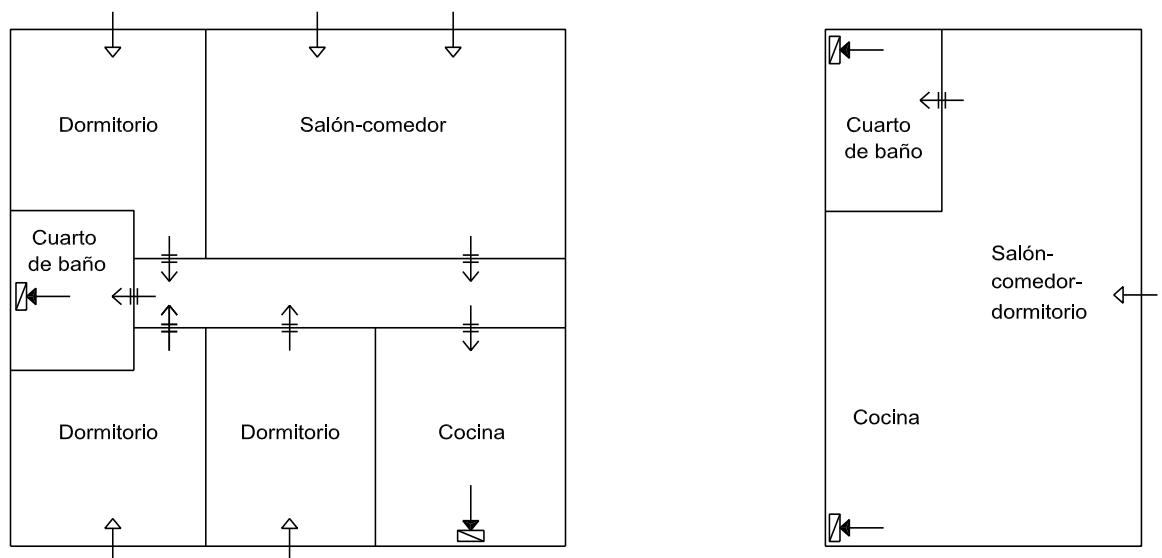 Dormitorio
Salón-comedor
Cuarto
de baño
Dormitorio
Dormitorio
Cocina
Cuarto
de baño
Salón-
comedor-
dormitorio
Cocina